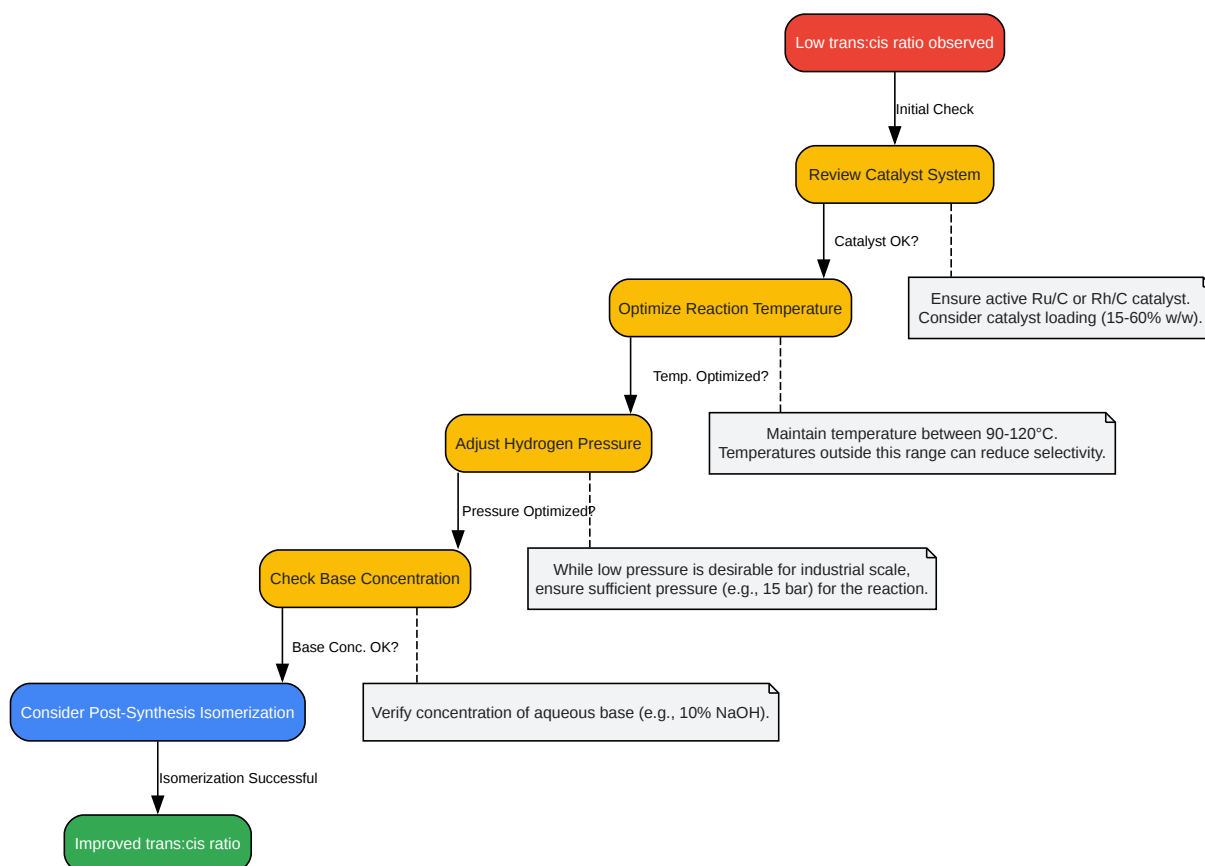 Low trans:cis ratio observed
Initial Check
Review Catalyst System
Catalyst OK?
Ensure active Ru/C or Rh/C catalyst.
Consider catalyst loading (15-60% w/w).
Optimize Reaction Temperature
Temp. Optimized?
Maintain temperature between 90-120°C.
Temperatures outside this range can reduce selectivity.
Adjust Hydrogen Pressure
Pressure Optimized?
While low pressure is desirable for industrial scale,
ensure sufficient pressure (e.g., 15 bar) for the reaction.
Check Base Concentration
Base Conc. OK?
Verify concentration of aqueous base (e.g., 10% NaOH).
Consider Post-Synthesis Isomerization
Isomerization Successful
Improved trans:cis ratio